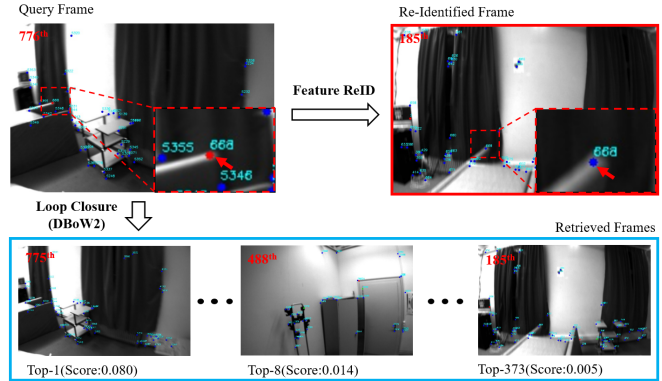 Query Frame
Re-Identified Frame
776th
185th
Feature ReID
5355
668
5346
668
Loop Closure
(DBoW2)
Retrieved Frames
775th
488th
185th
Top-1(Score:0.080)
Top-8(Score:0.014)
Top-373(Score:0.005)